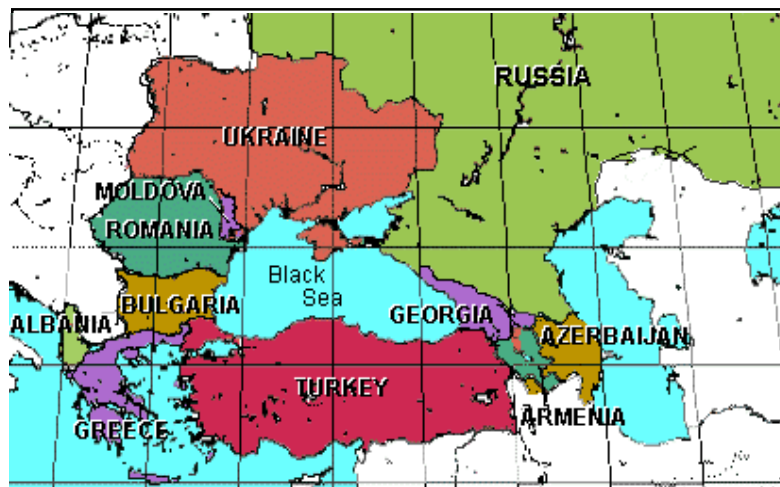 RUSSIA
UKRAINE
MOLDOVA
ROMANIA
Black
Sea
BULGARIA
GEORGIA
ALBANIA
AZERBAIJAN
TURKEY
ARMENIA
GREECE